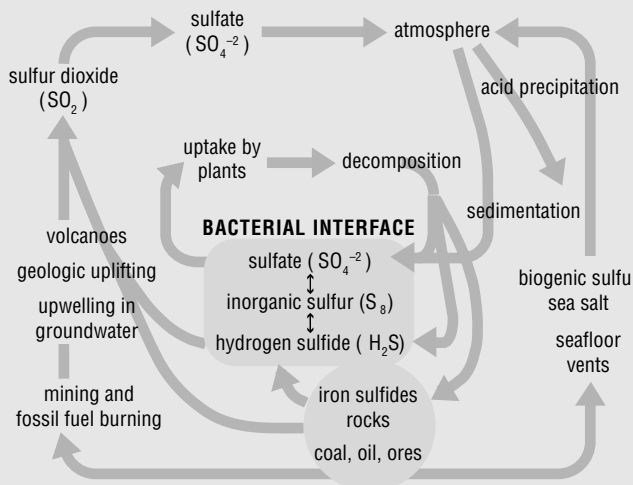 sulfate
(SO₄⁻²)
atmosphere
sulfur dioxide
(SO₂)
acid precipitation
uptake by
plants
decomposition
sedimentation
BACTERIAL INTERFACE
volcanoes
geologic uplifting
upwelling in
groundwater
mining and
fossil fuel burning
sulfate (SO₄⁻²)
inorganic sulfur (S₈)
hydrogen sulfide ( H₂S)
iron sulfides
rocks
coal, oil, ores
biogenic sulfu
sea salt
seafloor
vents